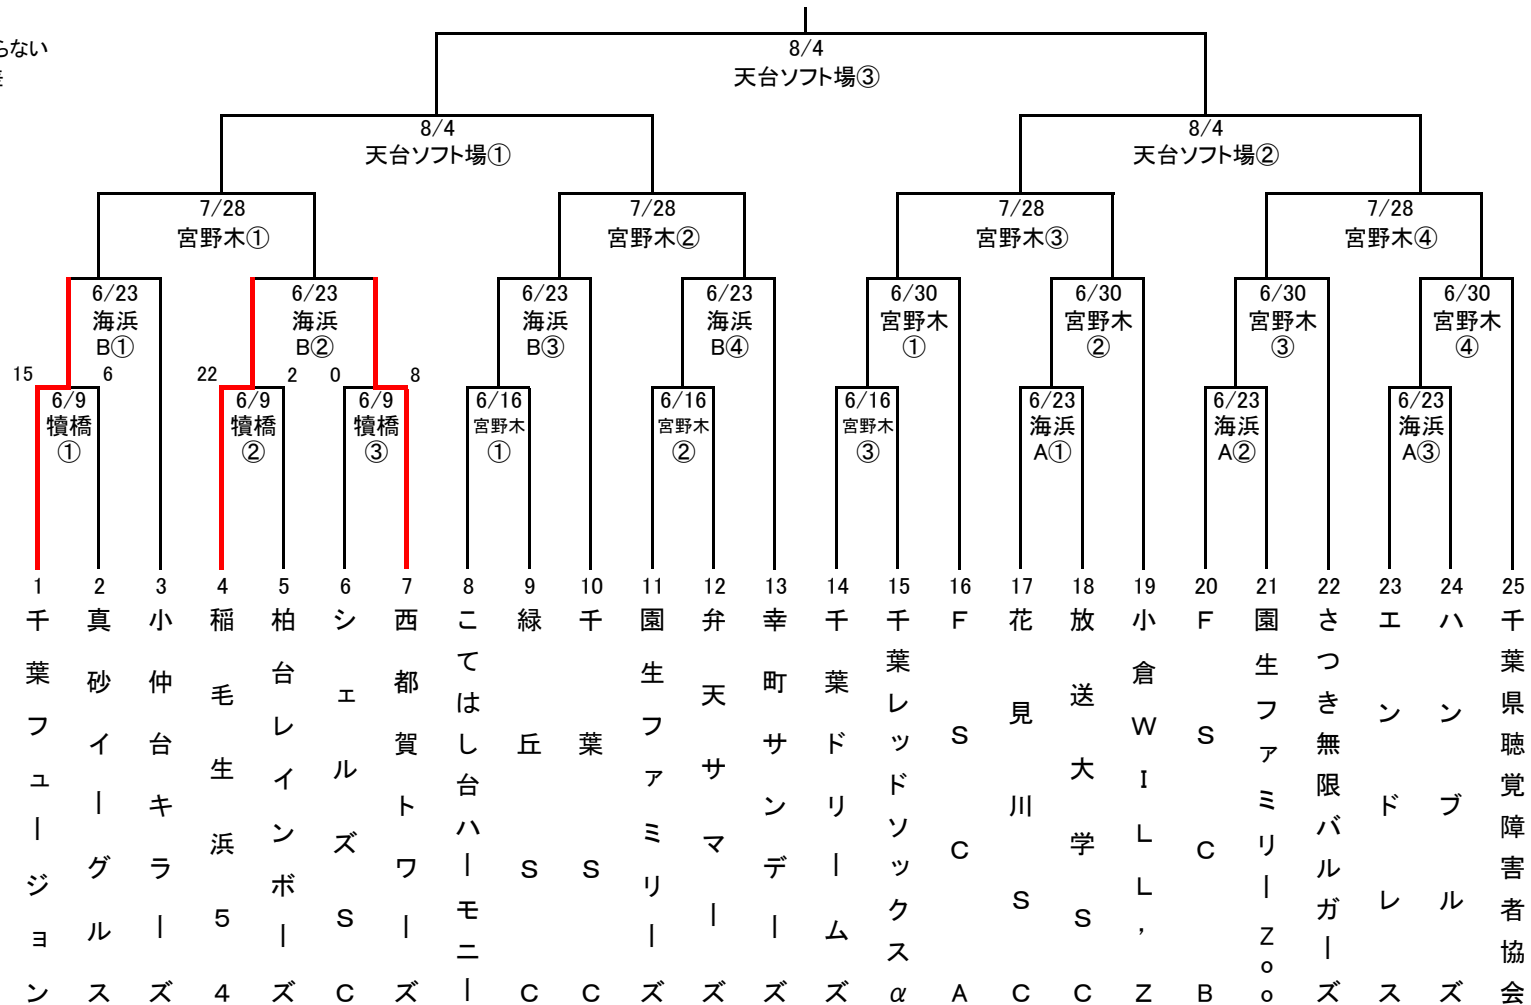 らない
8/4
天台ソフト場③
8/4
天台ソフト場①
8/4
天台ソフト場②
7/28
宮野木①
7/28
宮野木②
7/28
宮野木③
7/28
宮野木④
6/23
海浜
B①
6/23
海浜
B②
6/23
海浜
B③
6/23
海浜
B④
6/30
宮野木
①
6/30
宮野木
②
6/30
宮野木
③
6/30
宮野木
④
15 6
22 2
0 8
6/9
犢橋
①
6/9
犢橋
②
6/9
犢橋
③
6/16
宮野木
①
6/16
宮野木
②
6/16
宮野木
③
6/23
海浜
A①
6/23
海浜
A②
6/23
海浜
A③
1 千葉フュージョン
2 真砂イーグルス
3 小仲台キラーズ
4 稲毛生浜54
5 柏台レインボーズ
6 シェルズSC
7 西都賀トワーズ
8 こてはし台ハーモニー
9 緑丘SC
10 千葉SC
11 園生ファミリーズ
12 弁天サマーズ
13 幸町サンデーズ
14 千葉ドリームズ
15 千葉レッドソックスα
16 FSCA
17 花見川SC
18 放送大学SC
19 小倉WILL,Z
20 FSCB
21 園生ファミリーZoo
22 さつき無限バルガーズ
23 エンドレス
24 ハンブルズ
25 千葉県聴覚障害者協会